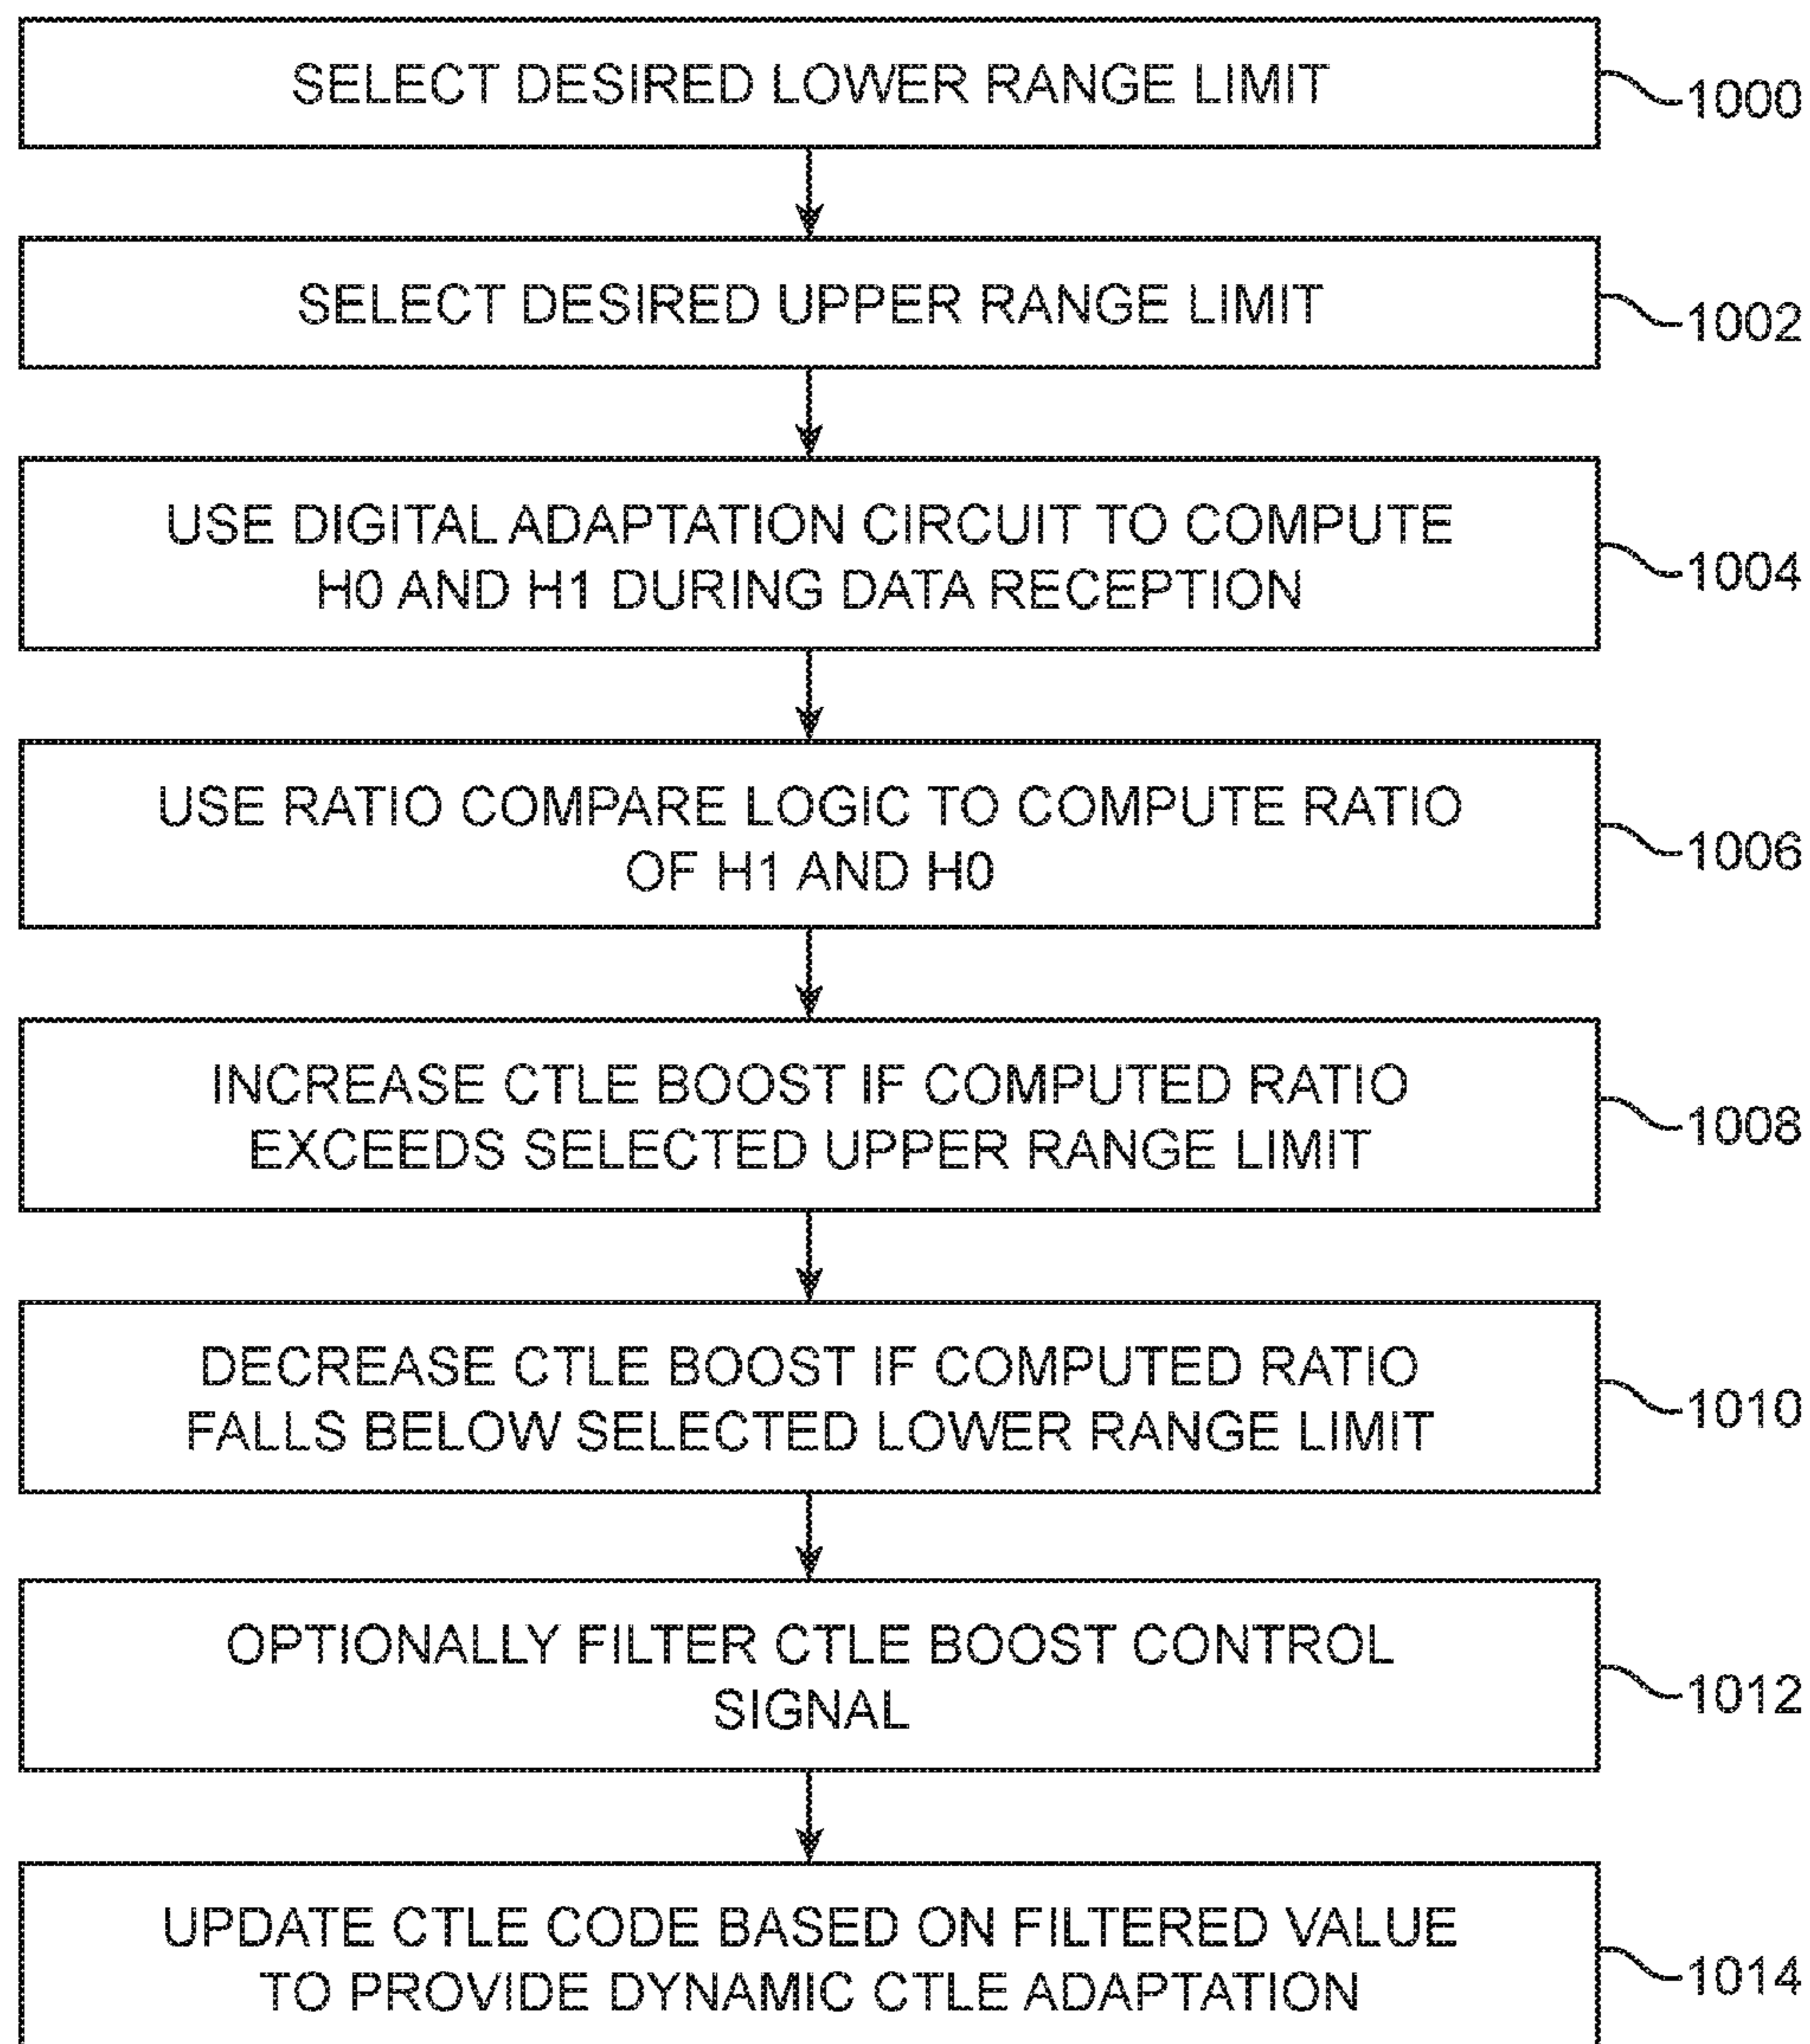 SELECT DESIRED LOWER RANGE LIMIT
1000
SELECT DESIRED UPPER RANGE LIMIT
1002
USE DIGITAL ADAPTATION CIRCUIT TO COMPUTE
H0 AND H1 DURING DATA RECEPTION
1004
USE RATIO COMPARE LOGIC TO COMPUTE RATIO
OF H1 AND H0
1006
INCREASE CTLE BOOST IF COMPUTED RATIO
EXCEEDS SELECTED UPPER RANGE LIMIT
1008
DECREASE CTLE BOOST IF COMPUTED RATIO
FALLS BELOW SELECTED LOWER RANGE LIMIT
1010
OPTIONALLY FILTER CTLE BOOST CONTROL
SIGNAL
1012
UPDATE CTLE CODE BASED ON FILTERED VALUE
TO PROVIDE DYNAMIC CTLE ADAPTATION
1014